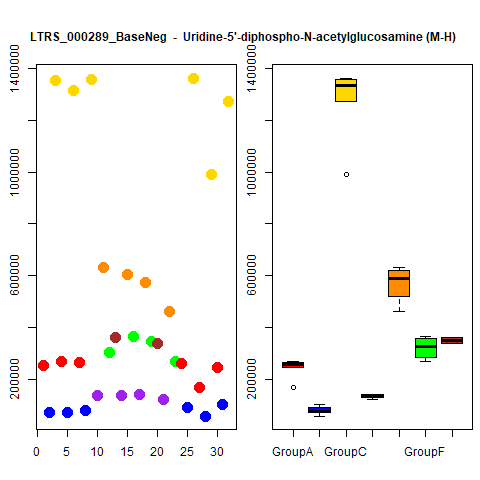 LTRS_000289_BaseNeg - Uridine-5'-diphospho-N-acetylglucosamine (M-H)
1400000
1000000
600000
200000
0 5 10 15 20 25 30
1400000
1000000
600000
200000
GroupA GroupC GroupF